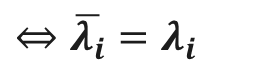 ⇔ λ̅ᵢ = λᵢ